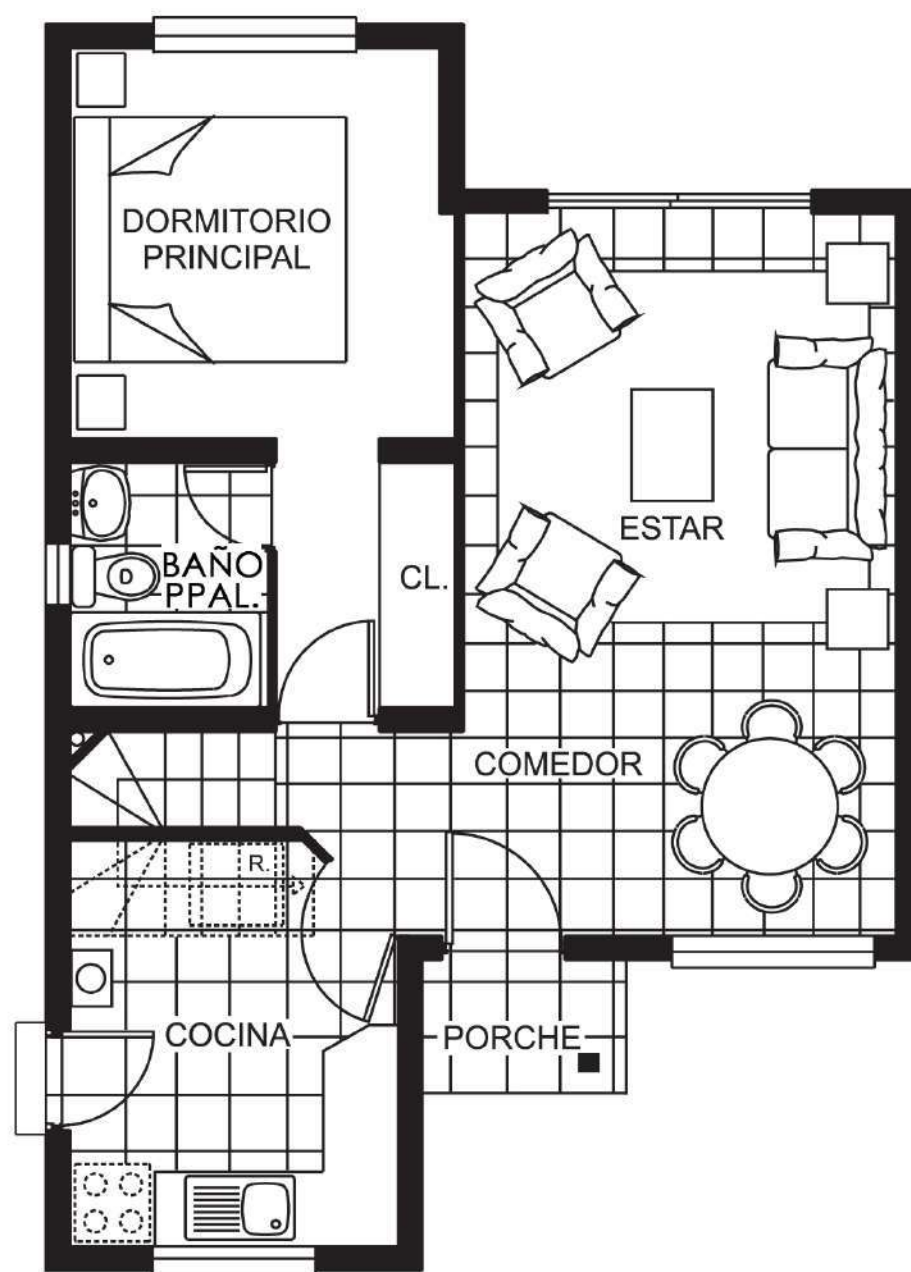 DORMITORIO
PRINCIPAL
ESTAR
BAÑO
PPAL.
D
CL.
COMEDOR
R.
COCINA
PORCHE